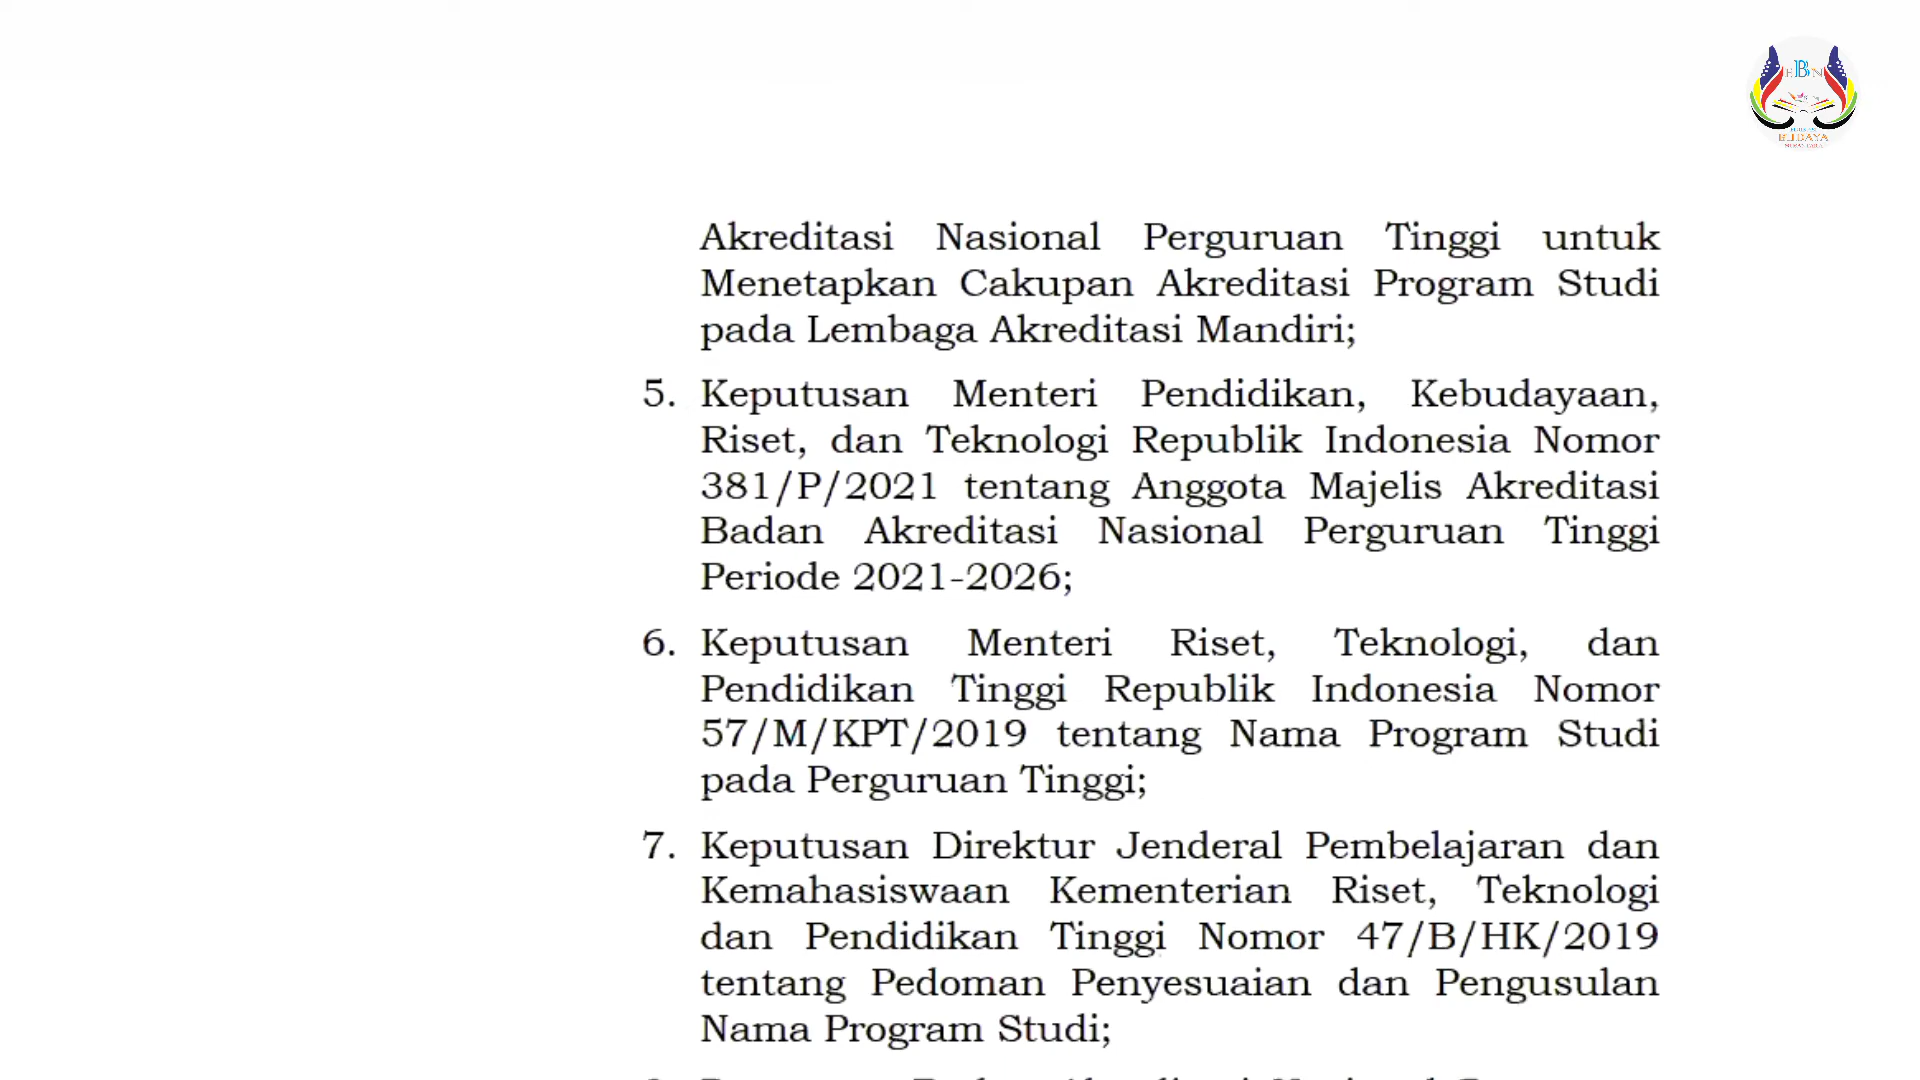 EBN
BUDAYA
Akreditasi Nasional Perguruan Tinggi untuk
Menetapkan Cakupan Akreditasi Program Studi
pada Lembaga Akreditasi Mandiri;
5. Keputusan Menteri Pendidikan, Kebudayaan,
Riset, dan Teknologi Republik Indonesia Nomor
381/P/2021 tentang Anggota Majelis Akreditasi
Badan Akreditasi Nasional Perguruan Tinggi
Periode 2021-2026;
6. Keputusan Menteri Riset, Teknologi, dan
Pendidikan Tinggi Republik Indonesia Nomor
57/M/KPT/2019 tentang Nama Program Studi
pada Perguruan Tinggi;
7. Keputusan Direktur Jenderal Pembelajaran dan
Kemahasiswaan Kementerian Riset, Teknologi
dan Pendidikan Tinggi Nomor 47/B/HK/2019
tentang Pedoman Penyesuaian dan Pengusulan
Nama Program Studi;